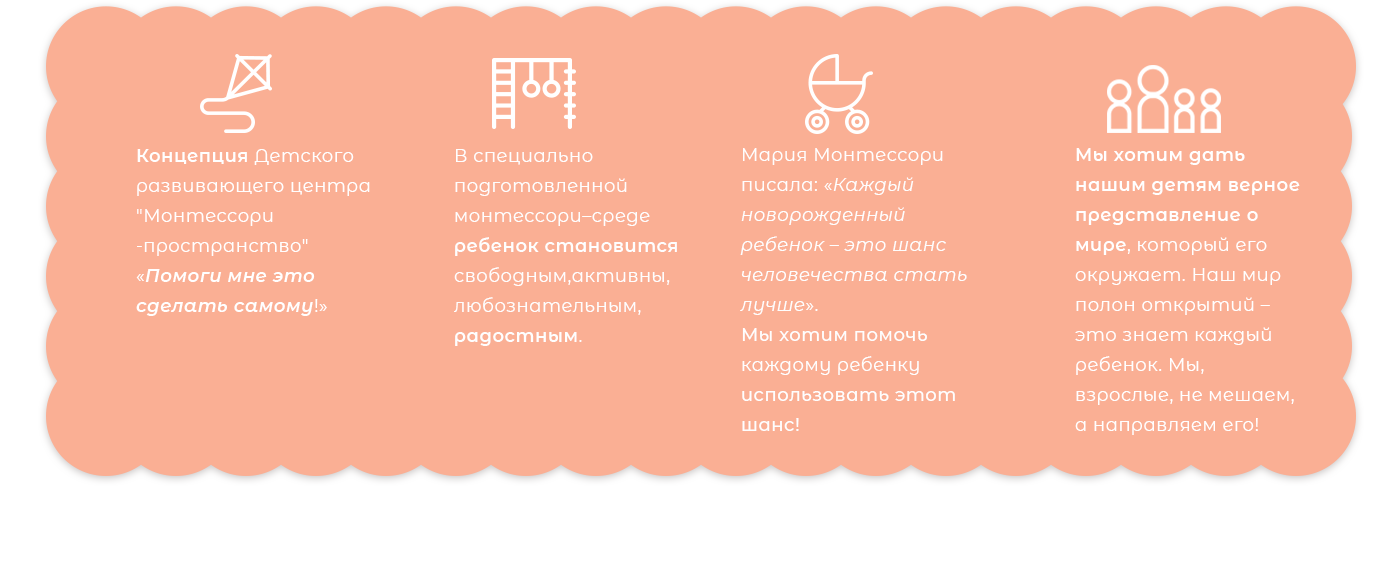 Концепция Детского
развивающего центра
"Монтессори
-пространство"
«Помоги мне это
сделать самому!»
В специально
подготовленной
монтессори–среде
ребенок становится
свободным,активны,
любознательным,
радостным.
Мария Монтессори
писала: «Каждый
новорожденный
ребенок – это шанс
человечества стать
лучше».
Мы хотим помочь
каждому ребенку
использовать этот
шанс!
Мы хотим дать
нашим детям верное
представление о
мире, который его
окружает. Наш мир
полон открытий –
это знает каждый
ребенок. Мы,
взрослые, не мешаем,
а направляем его!